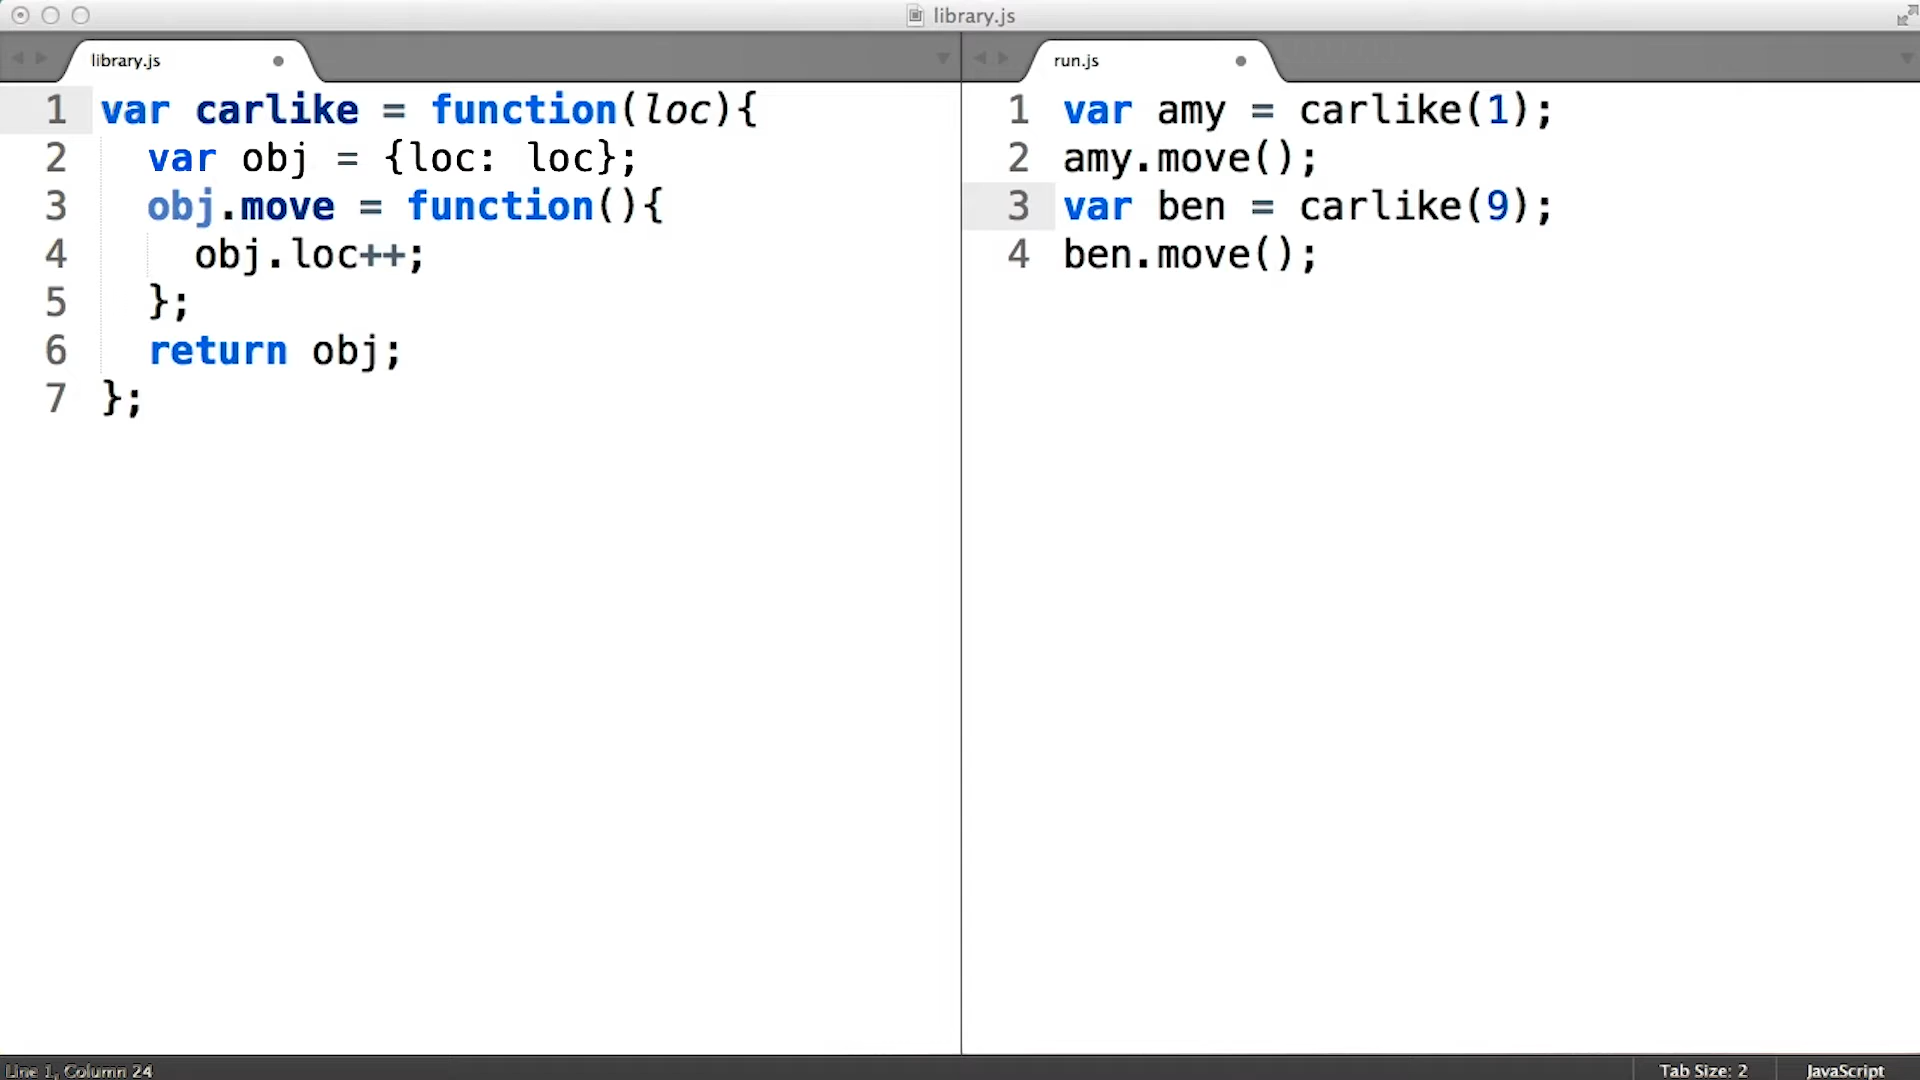 library.js
library.js
1 var carlike = function(loc){
2   var obj = {loc: loc};
3   obj.move = function(){
4     obj.loc++;
5   };
6   return obj;
7 };
run.js
1 var amy = carlike(1);
2 amy.move();
3 var ben = carlike(9);
4 ben.move();
Line 1, Column 24
Tab Size: 2
JavaScript